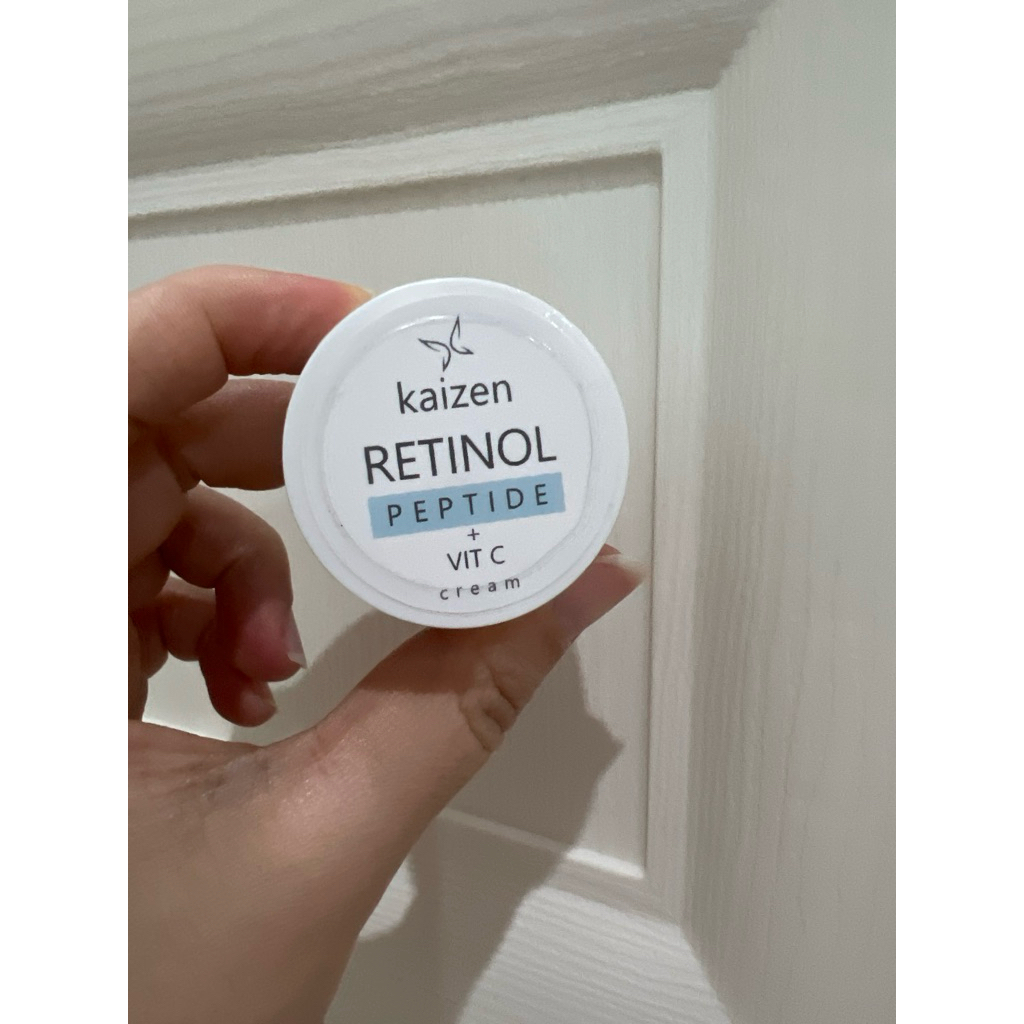 kaizen
RETINOL
PEPTIDE
+
VIT C
cream